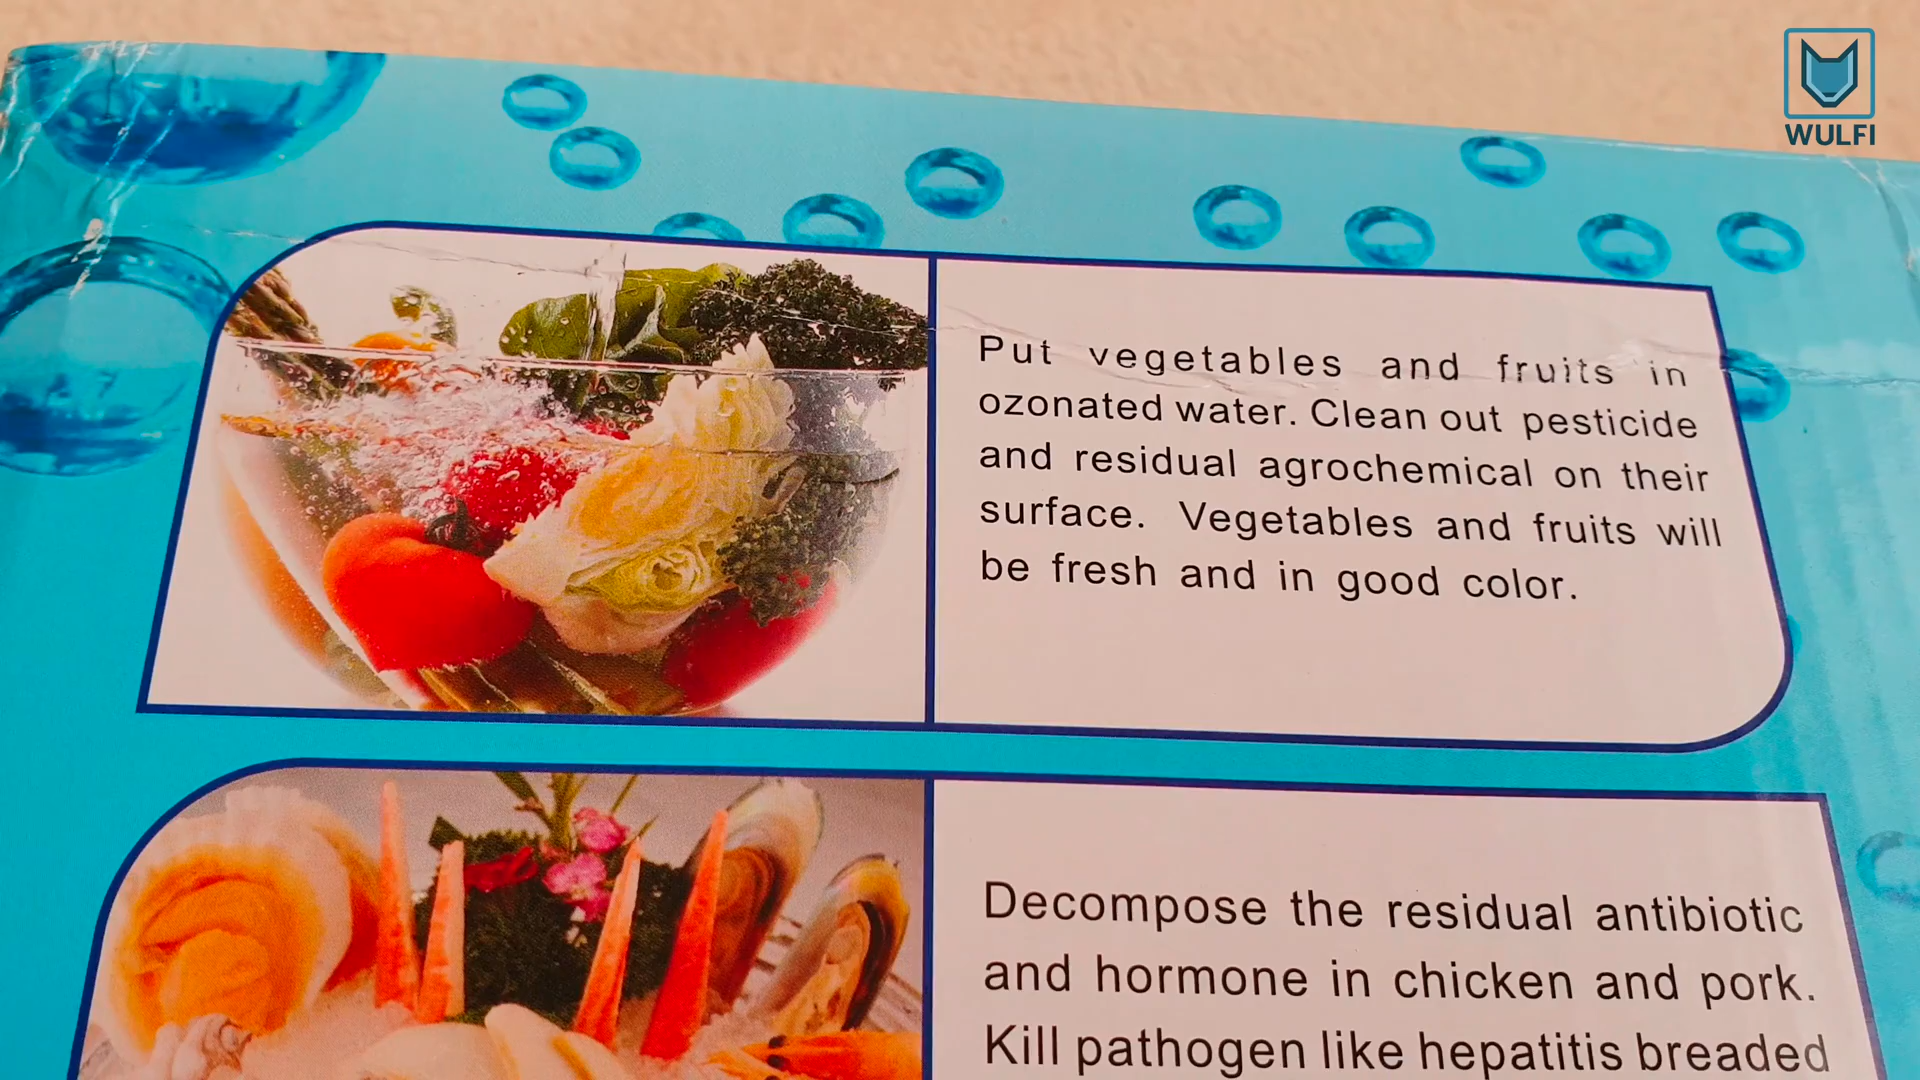 WULFI
Put vegetables and fruits in
ozonated water. Clean out pesticide
and residual agrochemical on their
surface. Vegetables and fruits will
be fresh and in good color.
Decompose the residual antibiotic
and hormone in chicken and pork.
Kill pathogen like hepatitis breaded